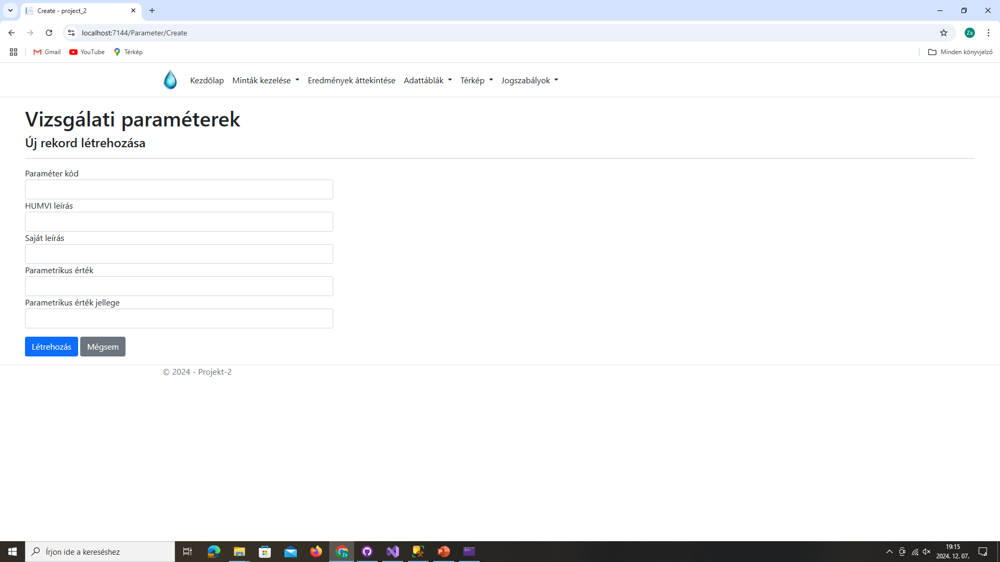 Create - project_2
localhost:7144/Parameter/Create
Zs
Gmail YouTube Térkép Minden könyvjelző
Kezdőlap Minták kezelése Eredmények áttekintése Adattáblák Térkép Jogszabályok
Vizsgálati paraméterek
Új rekord létrehozása
Paraméter kód
HUMVI leírás
Saját leírás
Parametrikus érték
Parametrikus érték jellege
Létrehozás Mégsem
© 2024 - Projekt-2
Írjon ide a kereséshez
Zs
P
19:15
2024. 12. 07.